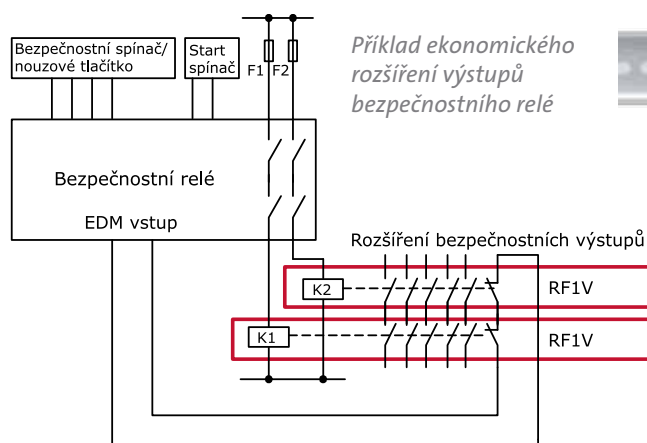 Bezpečnostní spínač/
nouzové tlačítko
Start
spínač
F1 F2
Příklad ekonomického
rozšíření výstupů
bezpečnostního relé
Bezpečnostní relé
EDM vstup
Rozšíření bezpečnostních výstupů
K2
RF1V
K1
RF1V